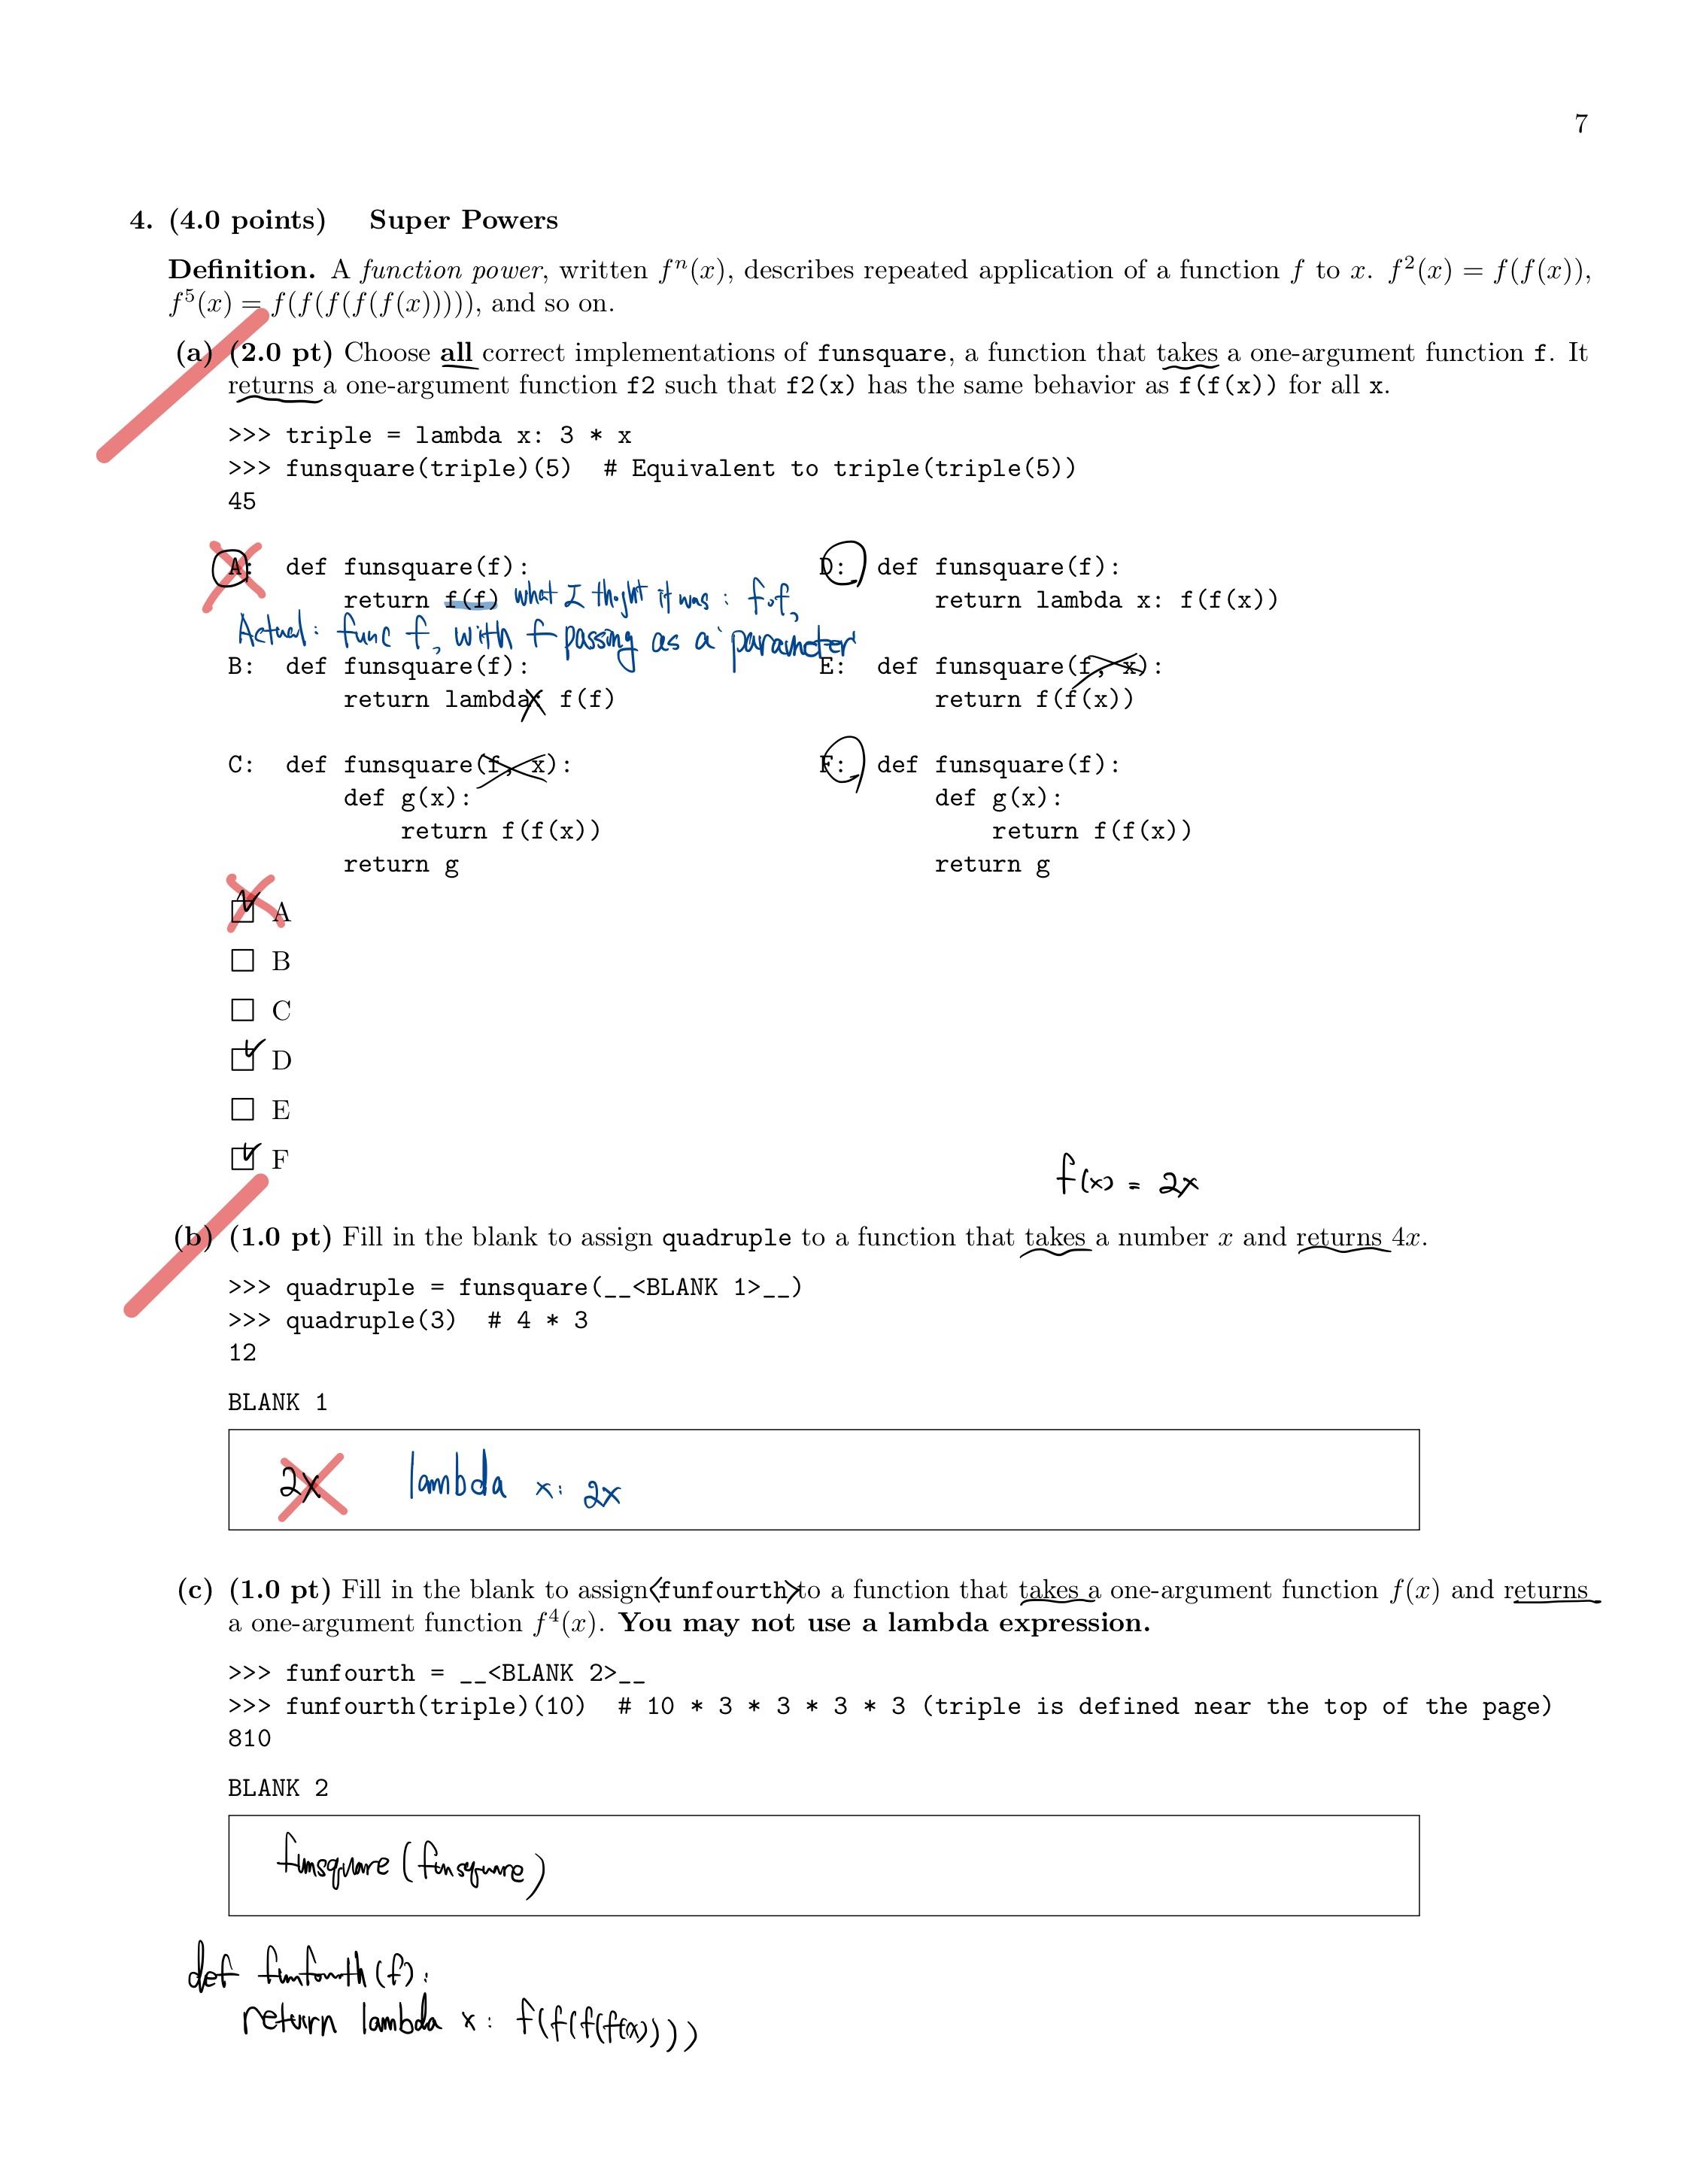 7
4. (4.0 points) Super Powers
Definition. A function power, written fⁿ(x), describes repeated application of a function f to x. f²(x) = f(f(x)),
f⁵(x) = f(f(f(f(f(x))))), and so on.
(a) (2.0 pt) Choose all correct implementations of funsquare, a function that takes a one-argument function f. It
returns a one-argument function f2 such that f2(x) has the same behavior as f(f(x)) for all x.
>>> triple = lambda x: 3 * x
>>> funsquare(triple)(5)  # Equivalent to triple(triple(5))
45
A: def funsquare(f):
return f(f) what I thoght it was : f∘f,
Actual: func f, with f passing as a parameter
B: def funsquare(f):
return lambda: f(f)
C: def funsquare(f, x):
def g(x):
return f(f(x))
return g
D: def funsquare(f):
return lambda x: f(f(x))
E: def funsquare(f, x):
return f(f(x))
F: def funsquare(f):
def g(x):
return f(f(x))
return g
A
B
C
D
E
F
f(x) = 2x
(b) (1.0 pt) Fill in the blank to assign quadruple to a function that takes a number x and returns 4x.
>>> quadruple = funsquare(__<BLANK 1>__)
>>> quadruple(3)  # 4 * 3
12
BLANK 1
2x lambda x: 2x
(c) (1.0 pt) Fill in the blank to assign <funfourth> to a function that takes a one-argument function f(x) and returns
a one-argument function f⁴(x). You may not use a lambda expression.
>>> funfourth = __<BLANK 2>__
>>> funfourth(triple)(10)  # 10 * 3 * 3 * 3 * 3 (triple is defined near the top of the page)
810
BLANK 2
funsquare (funsquare)
def funfourth (f):
return lambda x: f(f(f(f(x))))